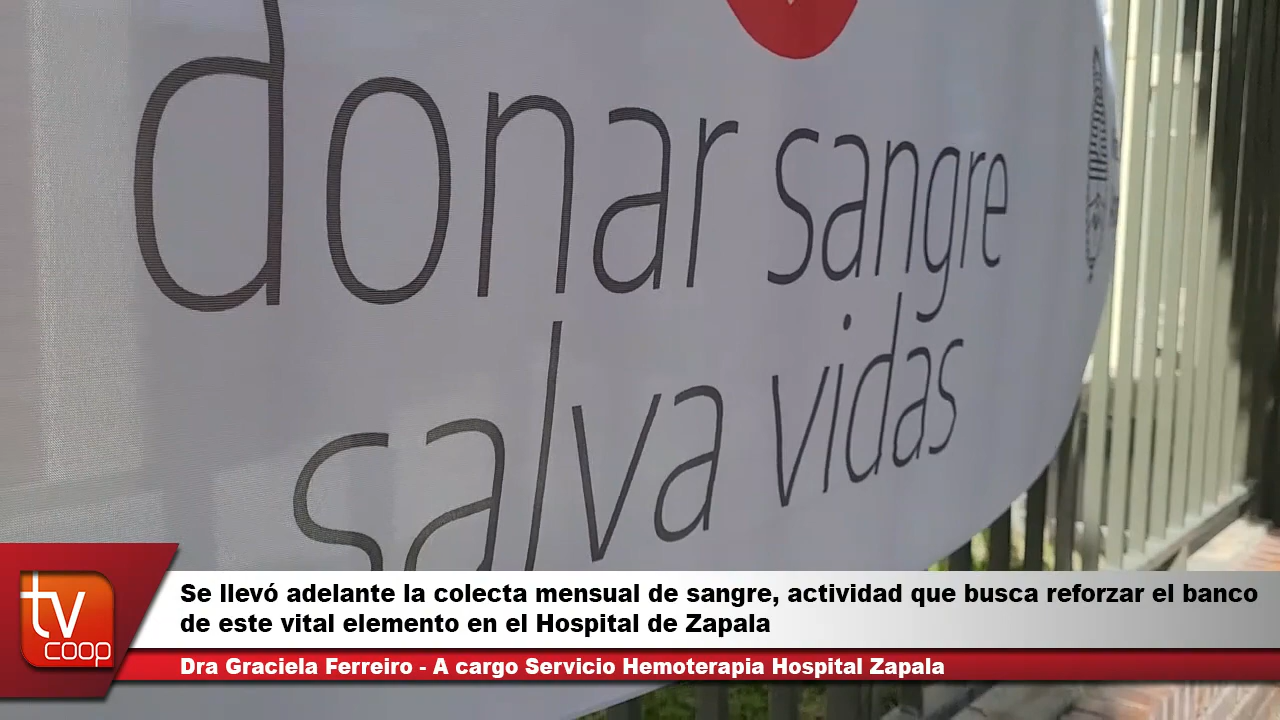 donar sangre
salva vidas
Se llevó adelante la colecta mensual de sangre, actividad que busca reforzar el banco
de este vital elemento en el Hospital de Zapala
tv
coop
Dra Graciela Ferreiro - A cargo Servicio Hemoterapia Hospital Zapala